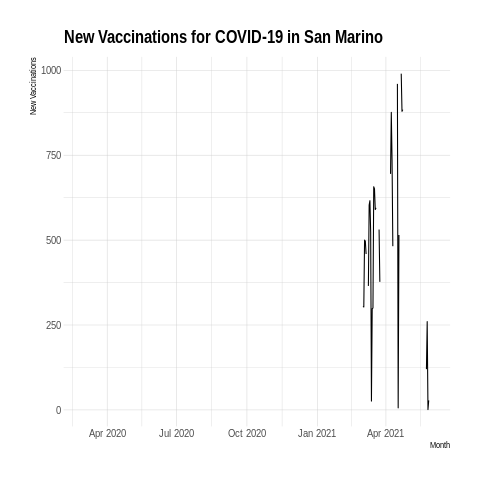 New Vaccinations for COVID-19 in San Marino
New Vaccinations
1000
750
500
250
0
Apr 2020 Jul 2020 Oct 2020 Jan 2021 Apr 2021
Month